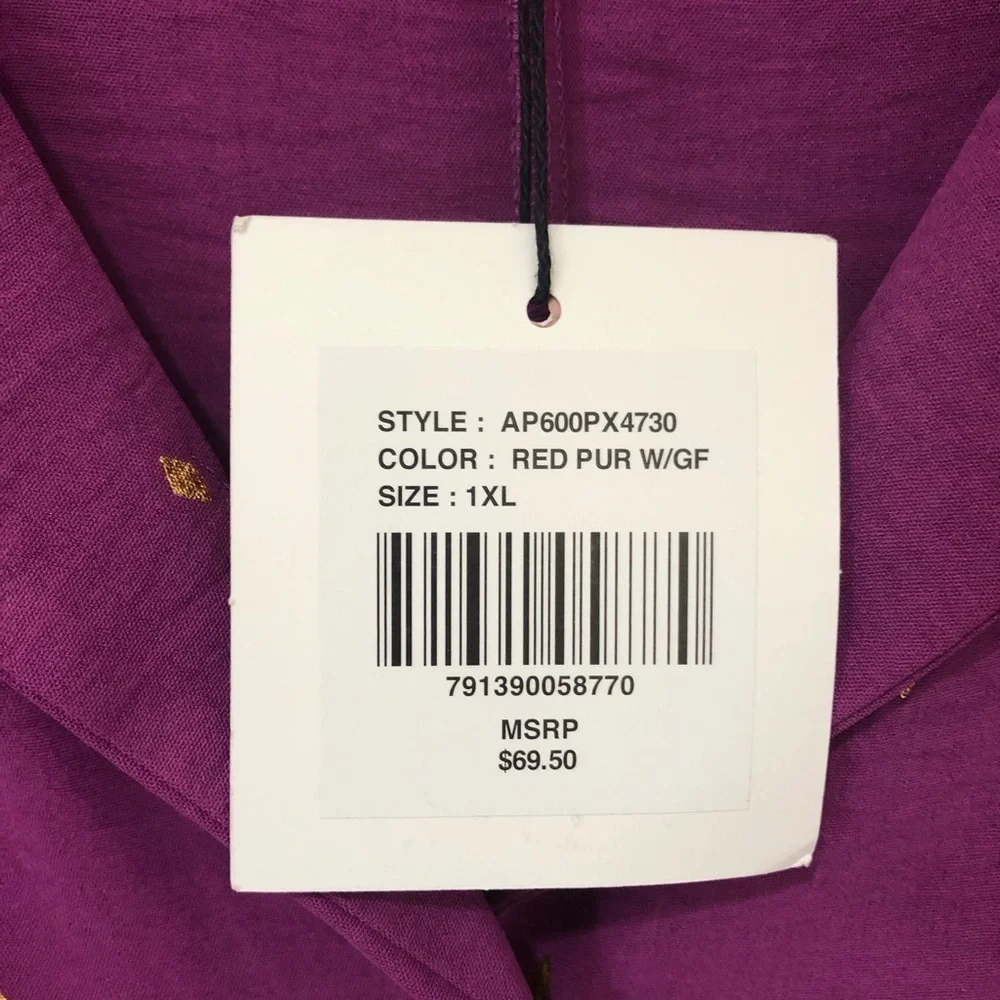 STYLE : AP600PX4730
COLOR : RED PUR W/GF
SIZE : 1XL
791390058770
MSRP
$69.50